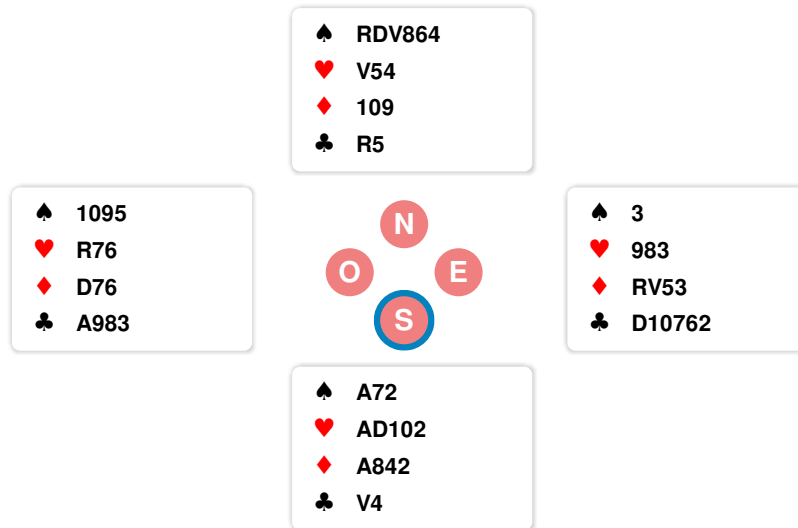 ♠ RDV864
♥ V54
♦ 109
♣ R5
♠ 1095
♥ R76
♦ D76
♣ A983
N
O E
S
♠ 3
♥ 983
♦ RV53
♣ D10762
♠ A72
♥ AD102
♦ A842
♣ V4